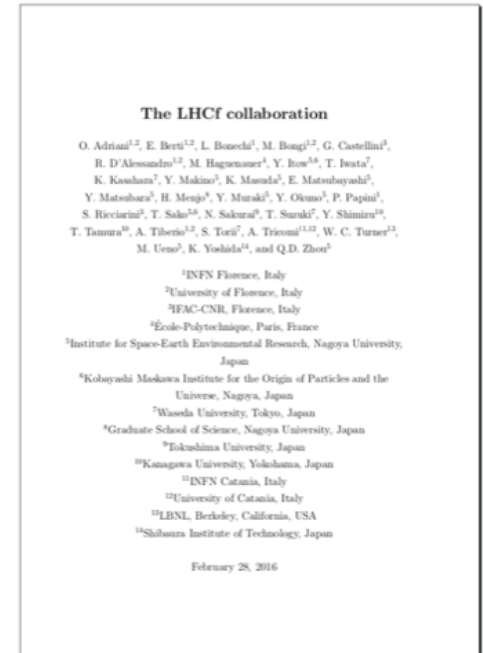 The LHCf collaboration
O. Adriani1,2, E. Berti1,2, L. Bonechi1, M. Bongi1,2, G. Castellini3,
R. D'Alessandro1,2, M. Haguenauer4, Y. Itow5,6, T. Iwata7,
K. Kasahara7, Y. Makino5, K. Masuda5, E. Matsubayashi5,
Y. Matsubara5, H. Menjo8, Y. Muraki5, Y. Okuno5, P. Papini1,
S. Ricciarini3, T. Sako5,6, N. Sakurai9, T. Suzuki7, Y. Shimizu10,
T. Tamura10, A. Tiberio1,2, S. Torii7, A. Tricomi11,12, W. C. Turner13,
M. Ueno5, K. Yoshida14, and Q.D. Zhou5
1INFN Florence, Italy
2University of Florence, Italy
3IFAC-CNR, Florence, Italy
4École-Polytechnique, Paris, France
5Institute for Space-Earth Environmental Research, Nagoya University,
Japan
6Kobayashi Maskawa Institute for the Origin of Particles and the
Universe, Nagoya, Japan
7Waseda University, Tokyo, Japan
8Graduate School of Science, Nagoya University, Japan
9Tokushima University, Japan
10Kanagawa University, Yokohama, Japan
11INFN Catania, Italy
12University of Catania, Italy
13LBNL, Berkeley, California, USA
14Shibaura Institute of Technology, Japan
February 28, 2016